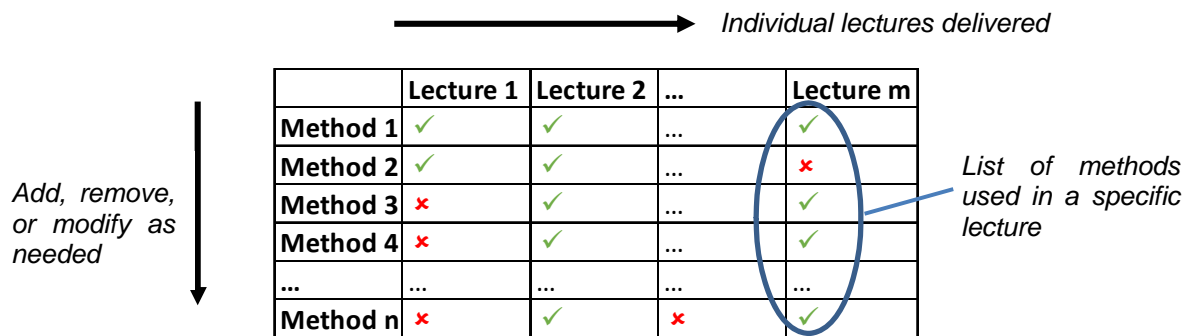 Individual lectures delivered
Lecture 1 Lecture 2 ... Lecture m
Method 1 ✓ ✓ ... ✓
Method 2 ✓ ✓ ... ✗
Method 3 ✗ ✓ ... ✓
Method 4 ✗ ✓ ... ✓
... ... ... ... ...
Method n ✗ ✓ ✗ ✓
Add, remove,
or modify as
needed
List of methods
used in a specific
lecture